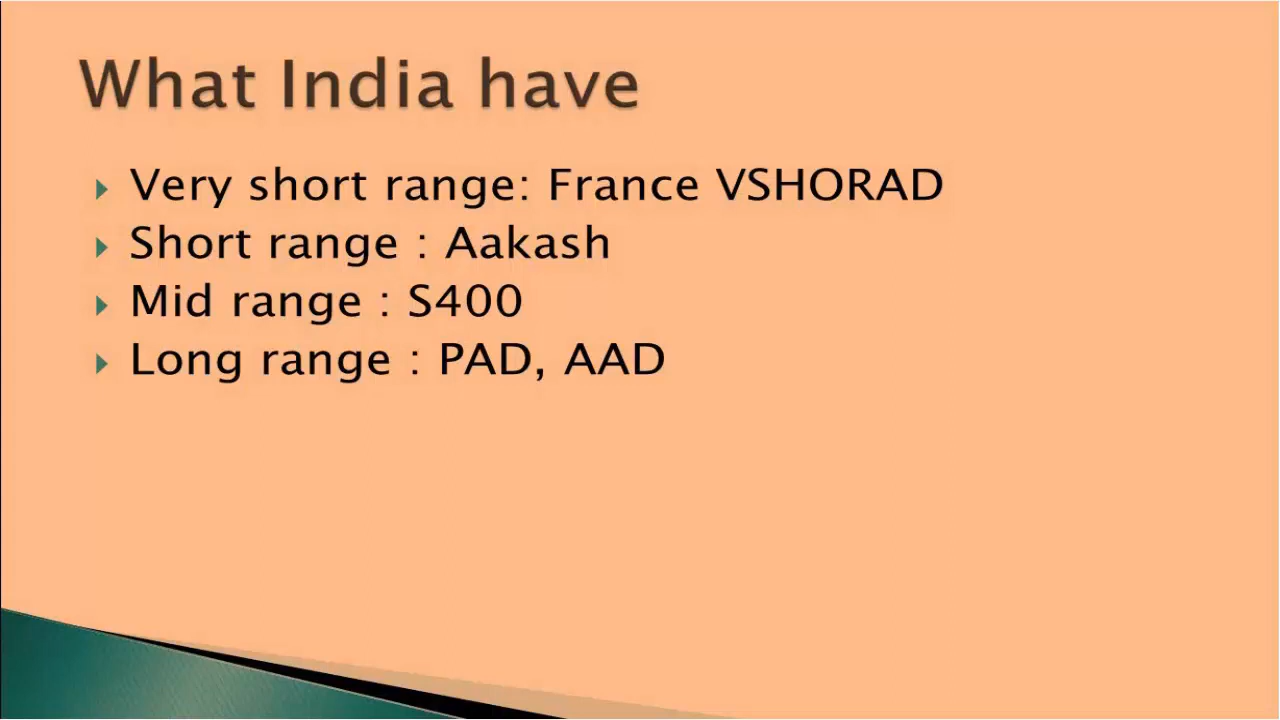 What India have
Very short range: France VSHORAD
Short range : Aakash
Mid range : S400
Long range : PAD, AAD